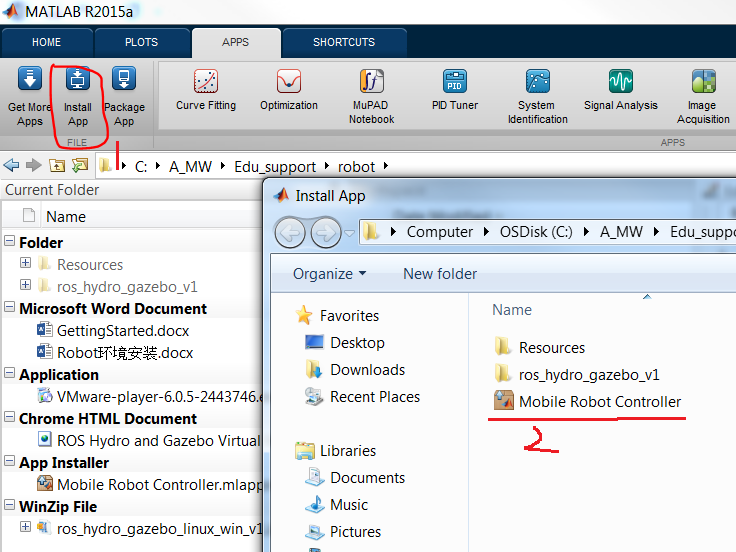 MATLAB R2015a
HOME PLOTS APPS SHORTCUTS
Get More Apps
Install App
Package App
Curve Fitting
Optimization
MuPAD Notebook
PID
PID Tuner
System Identification
Signal Analysis
Image Acquisition
FILE
APPS
1
C: A_MW Edu_support robot
Current Folder
Name
Folder
Resources
ros_hydro_gazebo_v1
Microsoft Word Document
GettingStarted.docx
Robot环境安装.docx
Application
VMware-player-6.0.5-2443746.e
Chrome HTML Document
ROS Hydro and Gazebo Virtual
App Installer
Mobile Robot Controller.mlapp
WinZip File
ros_hydro_gazebo_linux_win_v1
Install App
Computer OSDisk (C:) A_MW Edu_suppo
Organize New folder
Favorites
Desktop
Downloads
Recent Places
Libraries
Documents
Music
Pictures
Name
Resources
ros_hydro_gazebo_v1
Mobile Robot Controller
2